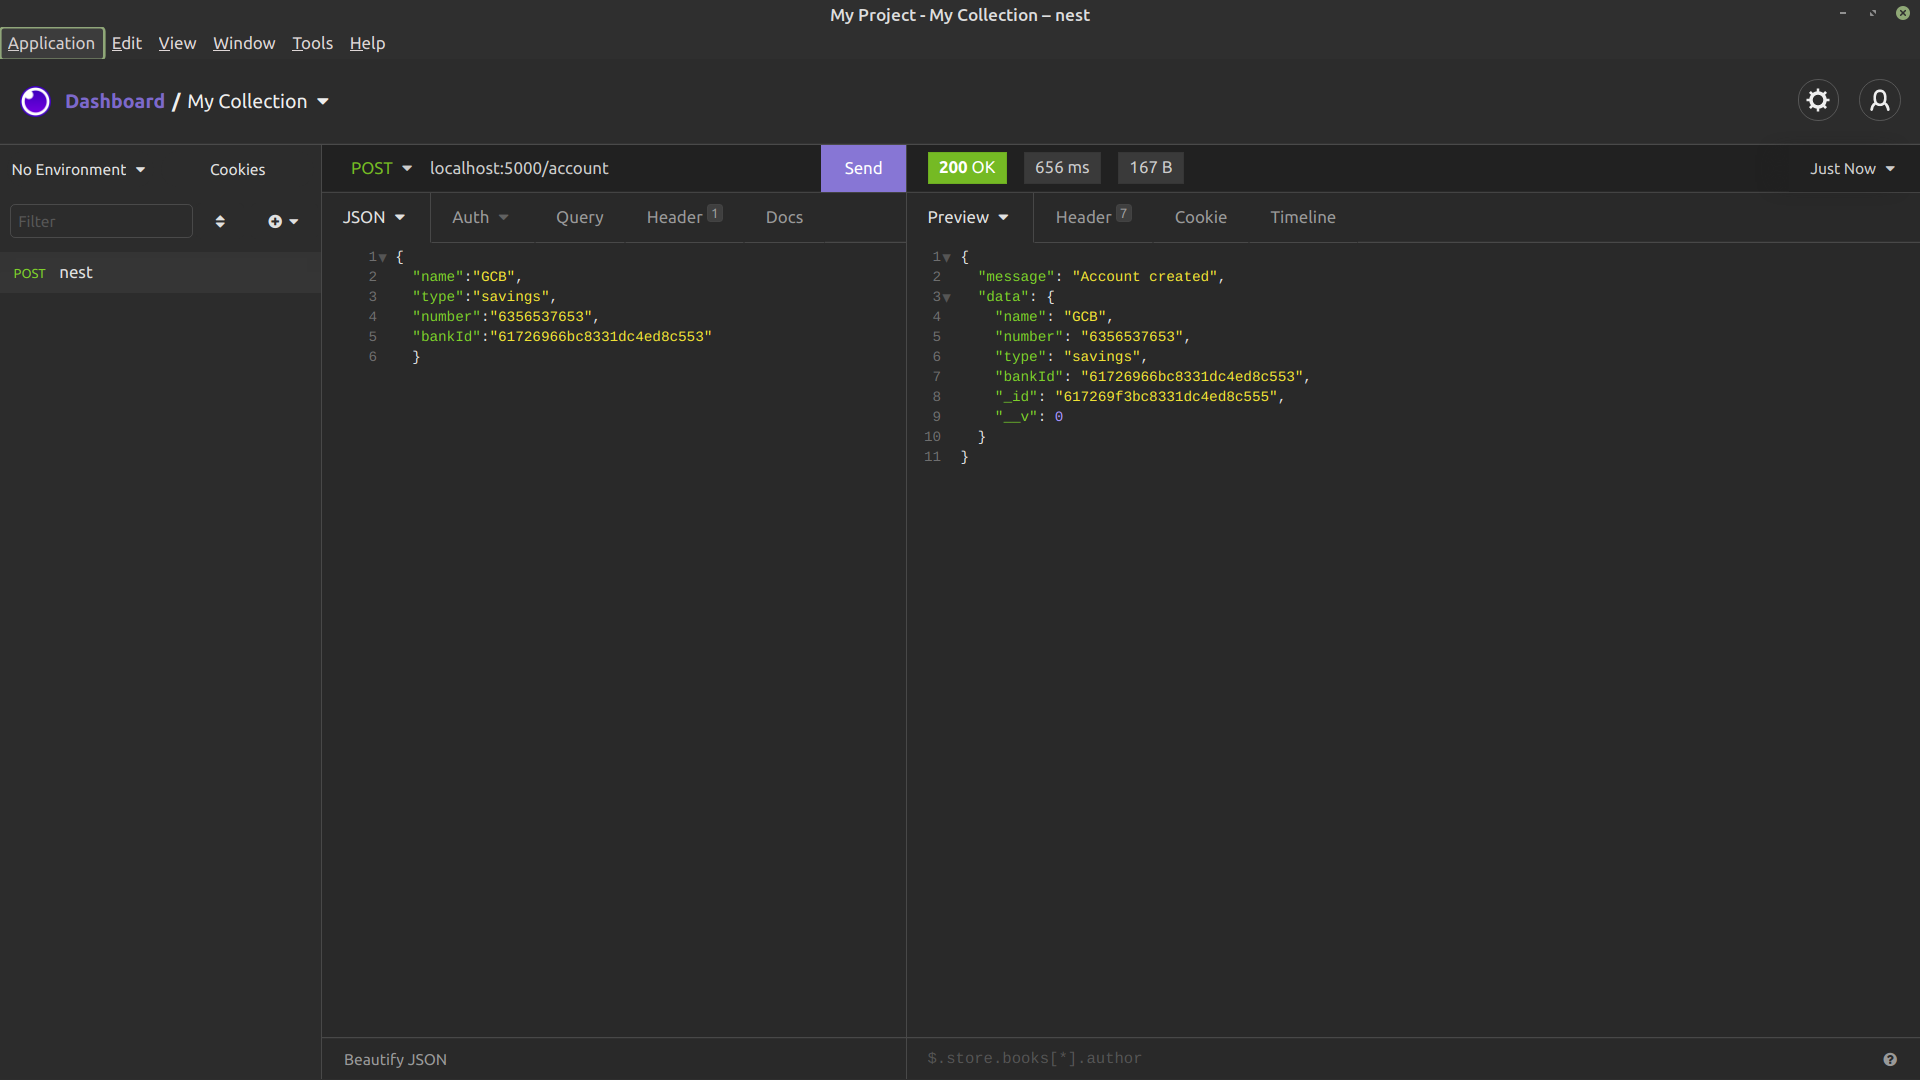 My Project - My Collection – nest
Application Edit View Window Tools Help
Dashboard / My Collection
No Environment Cookies
POST localhost:5000/account Send
200 OK 656 ms 167 B Just Now
Filter
JSON Auth Query Header 1 Docs
Preview Header 7 Cookie Timeline
POST nest
1 {
2 "name":"GCB",
3 "type":"savings",
4 "number":"6356537653",
5 "bankId":"61726966bc8331dc4ed8c553"
6 }
1 {
2 "message": "Account created",
3 "data": {
4 "name": "GCB",
5 "number": "6356537653",
6 "type": "savings",
7 "bankId": "61726966bc8331dc4ed8c553",
8 "_id": "617269f3bc8331dc4ed8c555",
9 "__v": 0
10 }
11 }
Beautify JSON
$.store.books[*].author